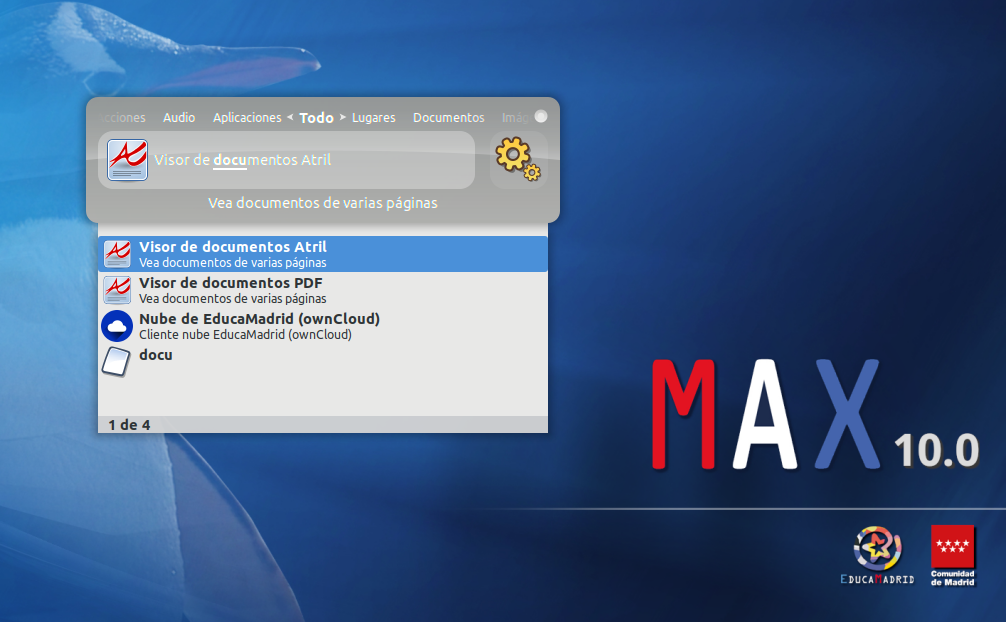 cciones Audio Aplicaciones Todo Lugares Documentos Imág
Visor de documentos Atril
Vea documentos de varias páginas
Visor de documentos Atril
Vea documentos de varias páginas
Visor de documentos PDF
Vea documentos de varias páginas
Nube de EducaMadrid (ownCloud)
Cliente nube EducaMadrid (ownCloud)
docu
1 de 4
MAX 10.0
EDUCAMADRID
Comunidad
de Madrid